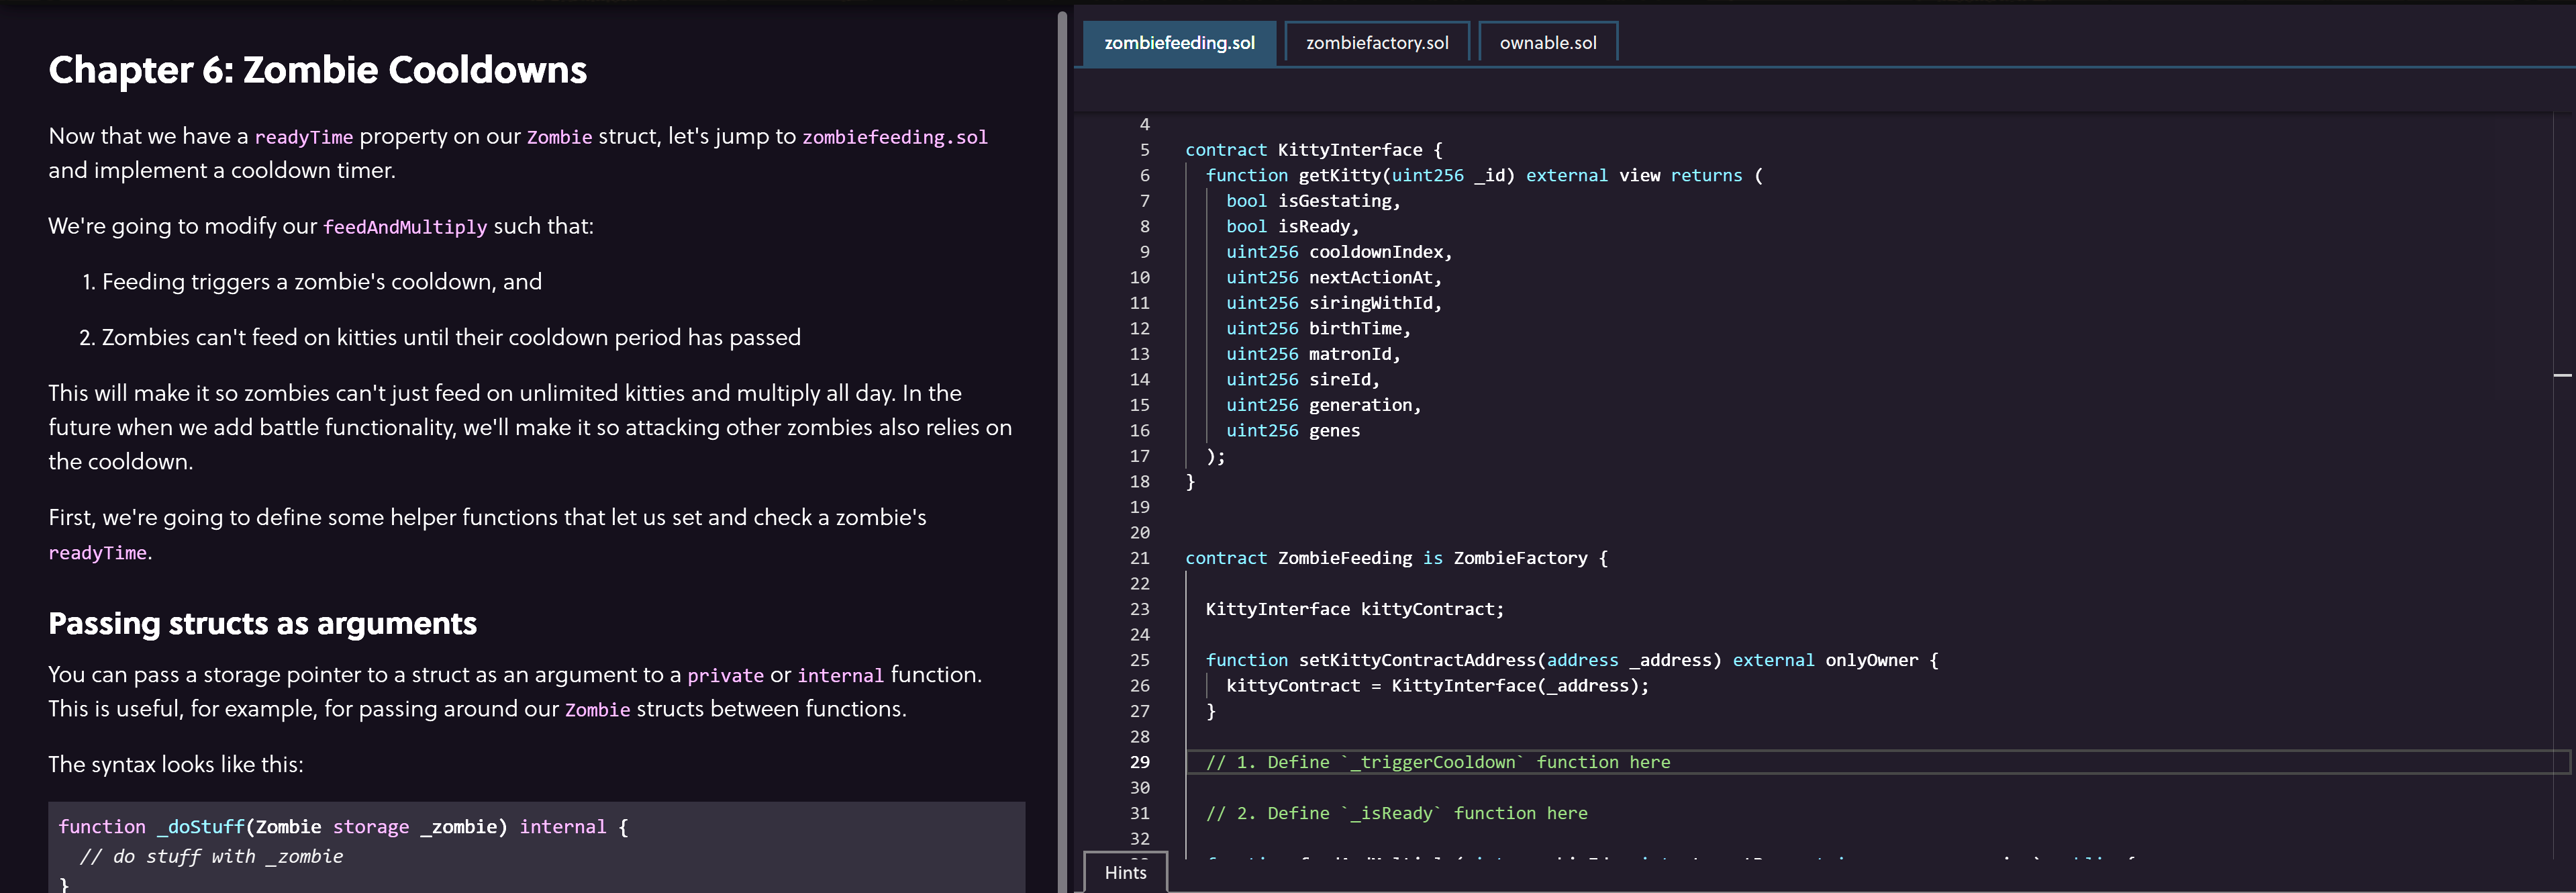 Chapter 6: Zombie Cooldowns
Now that we have a readyTime property on our Zombie struct, let's jump to zombiefeeding.sol
and implement a cooldown timer.
We're going to modify our feedAndMultiply such that:
1. Feeding triggers a zombie's cooldown, and
2. Zombies can't feed on kitties until their cooldown period has passed
This will make it so zombies can't just feed on unlimited kitties and multiply all day. In the
future when we add battle functionality, we'll make it so attacking other zombies also relies on
the cooldown.
First, we're going to define some helper functions that let us set and check a zombie's
readyTime.
Passing structs as arguments
You can pass a storage pointer to a struct as an argument to a private or internal function.
This is useful, for example, for passing around our Zombie structs between functions.
The syntax looks like this:
function _doStuff(Zombie storage _zombie) internal {
// do stuff with _zombie
}
zombiefeeding.sol zombiefactory.sol ownable.sol
4
5 contract KittyInterface {
6 function getKitty(uint256 _id) external view returns (
7 bool isGestating,
8 bool isReady,
9 uint256 cooldownIndex,
10 uint256 nextActionAt,
11 uint256 siringWithId,
12 uint256 birthTime,
13 uint256 matronId,
14 uint256 sireId,
15 uint256 generation,
16 uint256 genes
17 );
18 }
19
20
21 contract ZombieFeeding is ZombieFactory {
22
23 KittyInterface kittyContract;
24
25 function setKittyContractAddress(address _address) external onlyOwner {
26 kittyContract = KittyInterface(_address);
27 }
28
29 // 1. Define `_triggerCooldown` function here
30
31 // 2. Define `_isReady` function here
32
Hints